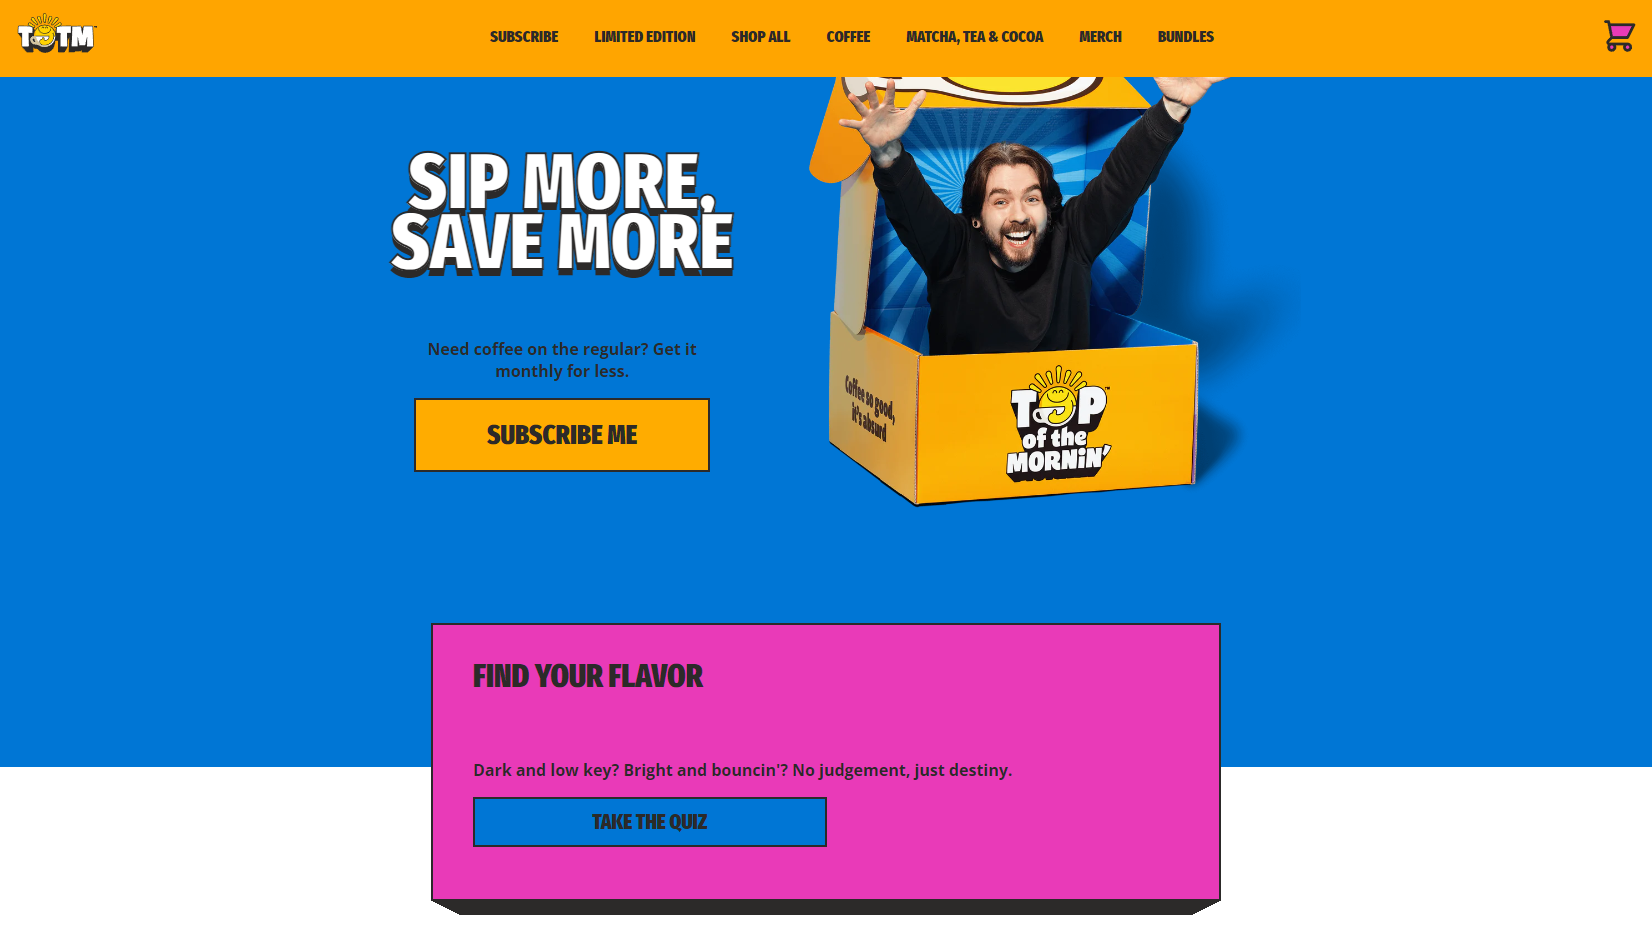 TOTM
SUBSCRIBE
LIMITED EDITION
SHOP ALL
COFFEE
MATCHA, TEA & COCOA
MERCH
BUNDLES
SIP MORE,
SAVE MORE
Need coffee on the regular? Get it
monthly for less.
SUBSCRIBE ME
Coffee so good,
it's absurd
TOP
of the
MORNiN'
TM
FIND YOUR FLAVOR
Dark and low key? Bright and bouncin'? No judgement, just destiny.
TAKE THE QUIZ